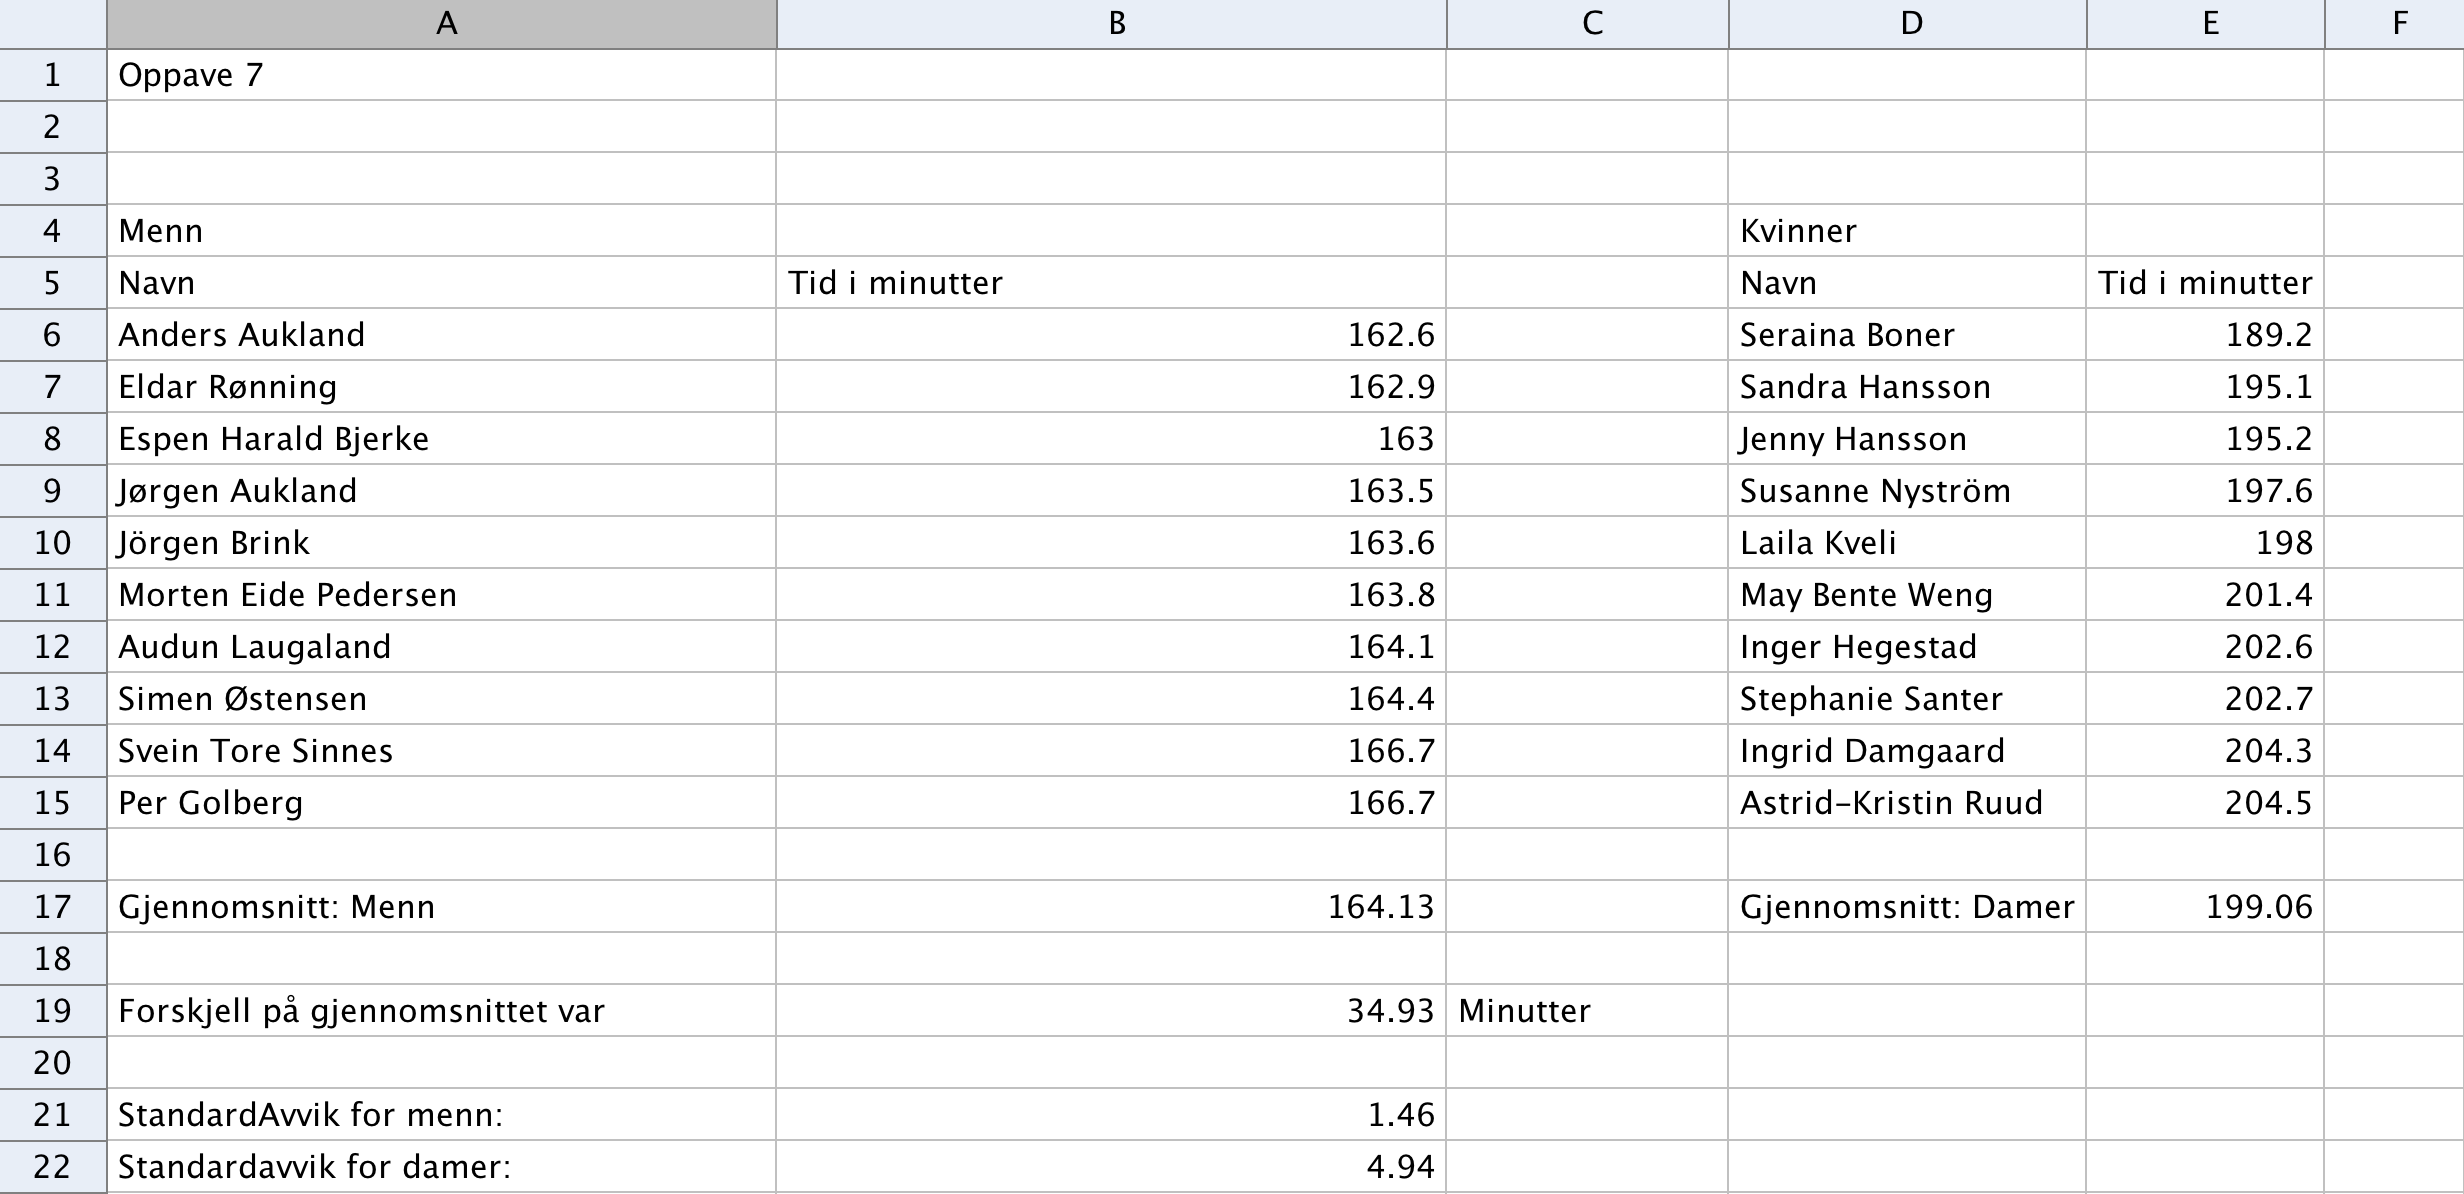 A B C D E F
1 Oppave 7
2
3
4 Menn Kvinner
5 Navn Tid i minutter Navn Tid i minutter
6 Anders Aukland 162.6 Seraina Boner 189.2
7 Eldar Rønning 162.9 Sandra Hansson 195.1
8 Espen Harald Bjerke 163 Jenny Hansson 195.2
9 Jørgen Aukland 163.5 Susanne Nyström 197.6
10 Jörgen Brink 163.6 Laila Kveli 198
11 Morten Eide Pedersen 163.8 May Bente Weng 201.4
12 Audun Laugaland 164.1 Inger Hegestad 202.6
13 Simen Østensen 164.4 Stephanie Santer 202.7
14 Svein Tore Sinnes 166.7 Ingrid Damgaard 204.3
15 Per Golberg 166.7 Astrid-Kristin Ruud 204.5
16
17 Gjennomsnitt: Menn 164.13 Gjennomsnitt: Damer 199.06
18
19 Forskjell på gjennomsnittet var 34.93 Minutter
20
21 StandardAvvik for menn: 1.46
22 Standardavvik for damer: 4.94